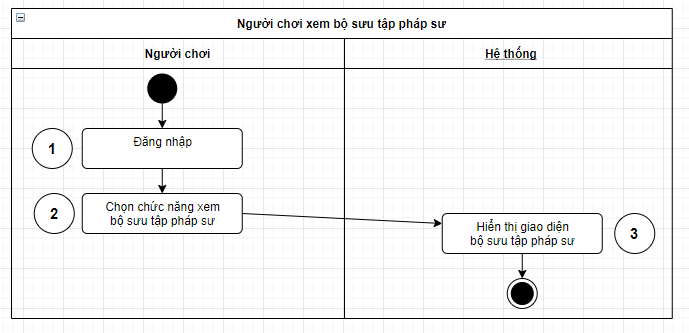 Người chơi xem bộ sưu tập pháp sư
Người chơi
Hệ thống
1
Đăng nhập
2
Chọn chức năng xem
bộ sưu tập pháp sư
Hiển thị giao diện
bộ sưu tập pháp sư
3